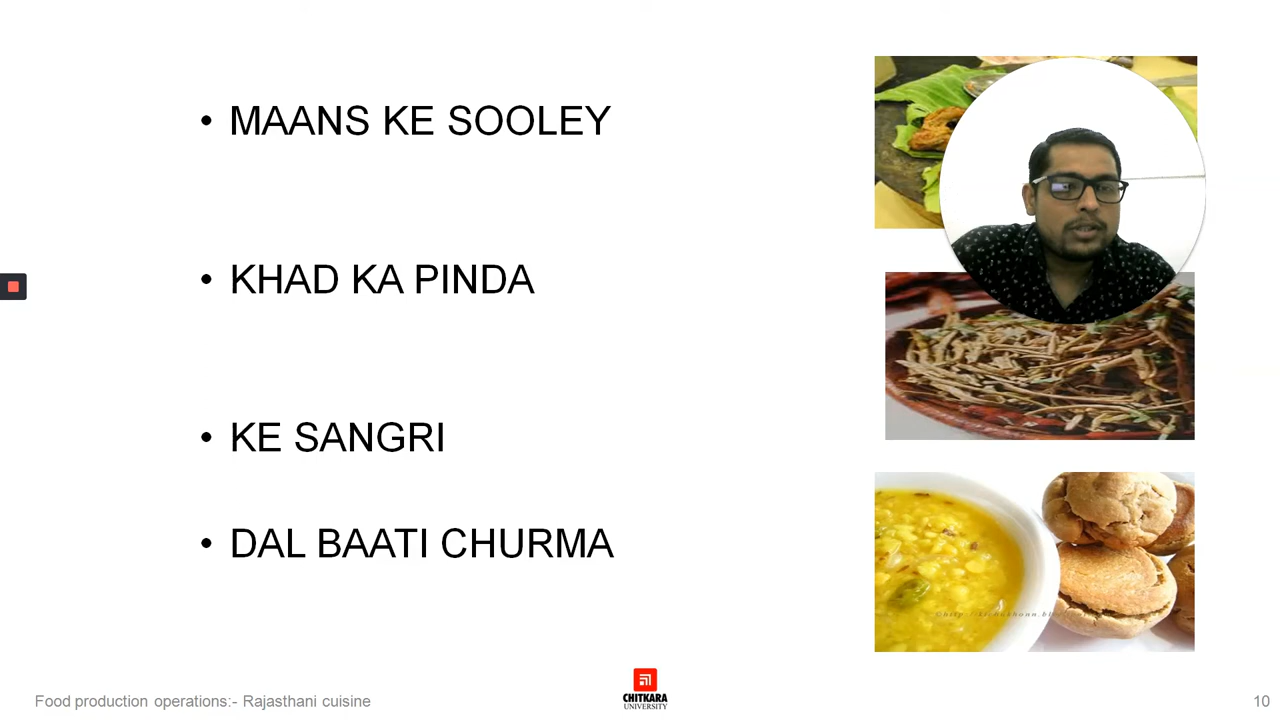 • MAANS KE SOOLEY
• KHAD KA PINDA
• KE SANGRI
• DAL BAATI CHURMA
Food production operations:- Rajasthani cuisine
CHITKARA
UNIVERSITY
10